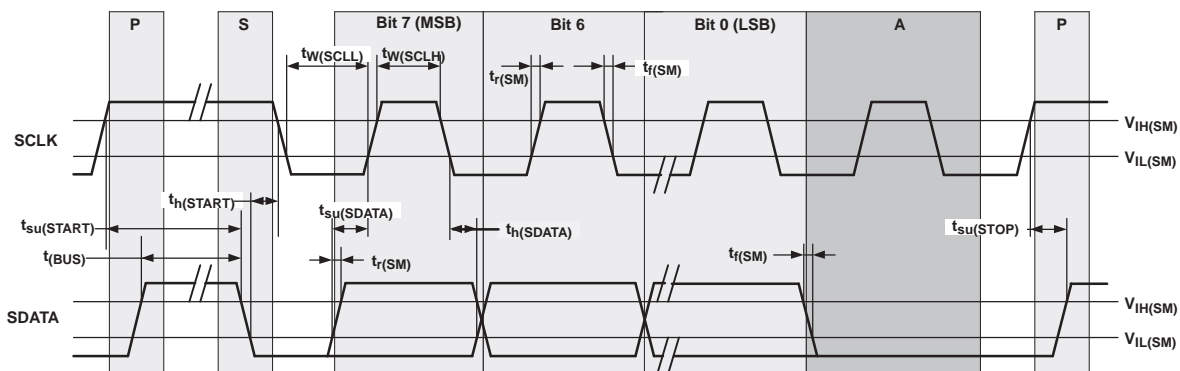 P S Bit 7 (MSB) Bit 6 Bit 0 (LSB) A P
tW(SCLL) tW(SCLH)
tr(SM) tf(SM)
SCLK
VIH(SM)
VIL(SM)
th(START)
tsu(START)
t(BUS)
tsu(SDATA)
th(SDATA)
tr(SM)
tf(SM)
tsu(STOP)
SDATA
VIH(SM)
VIL(SM)